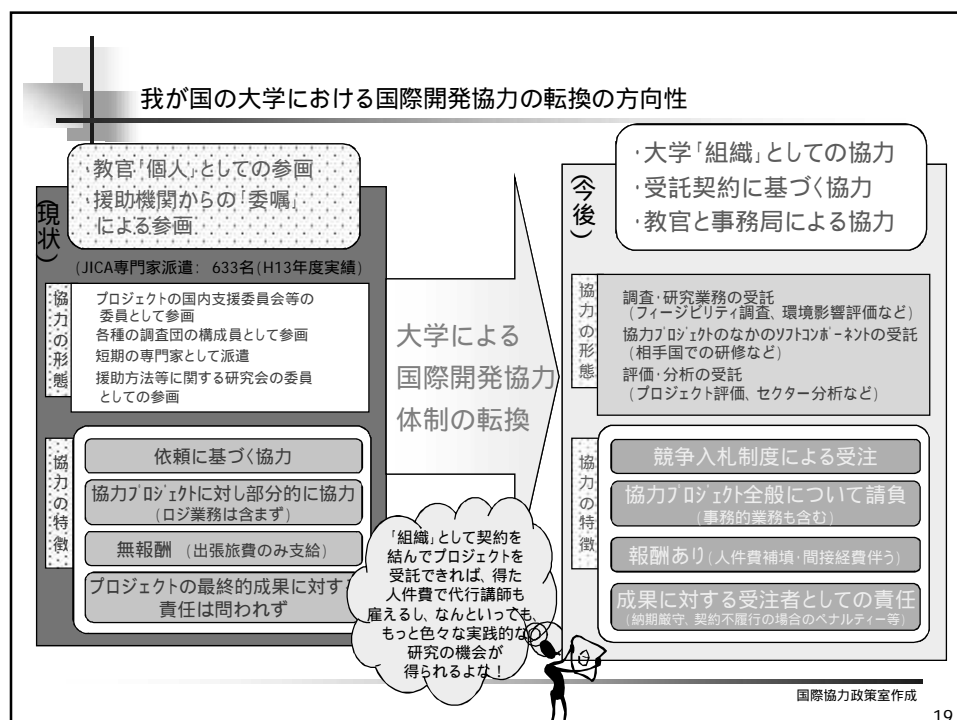 我が国の大学における国際開発協力の転換の方向性
(現状)
・教官「個人」としての参画
・援助機関からの「委嘱」
による参画
(JICA専門家派遣: 633名(H13年度実績)
協力の形態
プロジェクトの国内支援委員会等の
委員として参画
各種の調査団の構成員として参画
短期の専門家として派遣
援助方法等に関する研究会の委員
としての参画
協力の特徴
依頼に基づく協力
協力プロジェクトに対し部分的に協力
(ロジ業務は含まず)
無報酬 (出張旅費のみ支給)
プロジェクトの最終的成果に対する
責任は問われず
大学による
国際開発協力
体制の転換
「組織」として契約を
結んでプロジェクトを
受託できれば、得た
人件費で代行講師も
雇えるし、なんといっても、
もっと色々な実践的な
研究の機会が
得られるよな!
(今後)
・大学「組織」としての協力
・受託契約に基づく協力
・教官と事務局による協力
協力の形態
調査・研究業務の受託
(フィージビリティ調査、環境影響評価など)
協力プロジェクトのなかのソフトコンポーネントの受託
(相手国での研修など)
評価・分析の受託
(プロジェクト評価、セクター分析など)
協力の特徴
競争入札制度による受注
協力プロジェクト全般について請負
(事務的業務も含む)
報酬あり(人件費補填・間接経費伴う)
成果に対する受注者としての責任
(納期厳守、契約不履行の場合のペナルティー等)
国際協力政策室作成
19